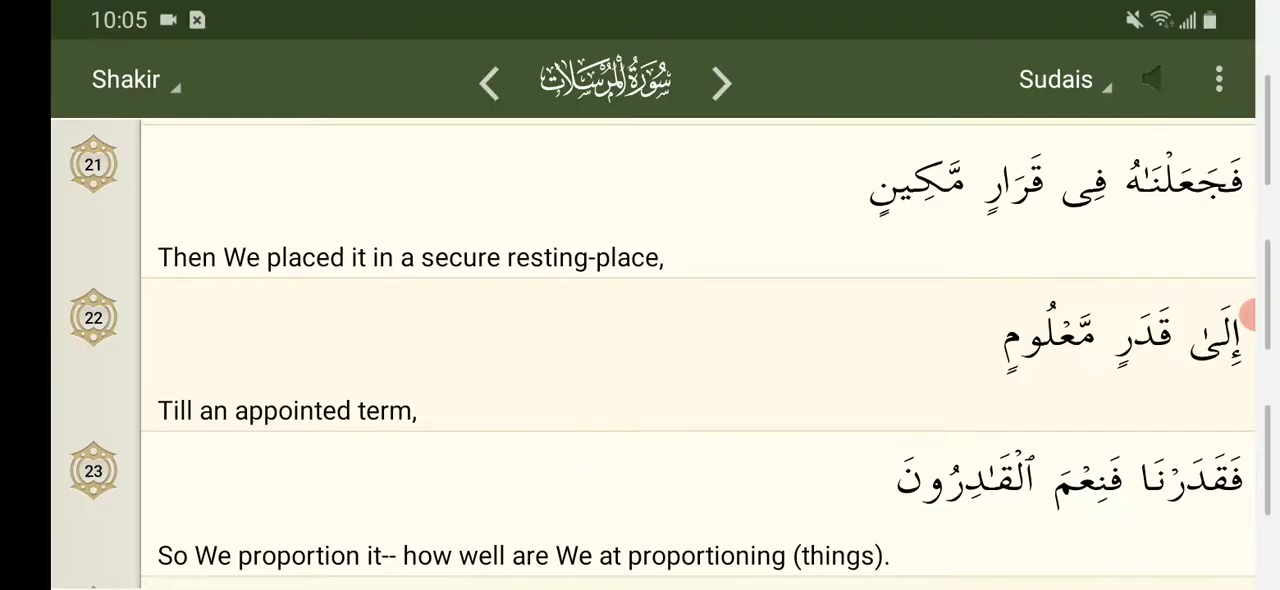 10:05
Shakir
سُورَةُ الْمُرْسَلَات
Sudais
21
فَجَعَلْنَـٰهُ فِى قَرَارٍ مَّكِينٍ
Then We placed it in a secure resting-place,
22
إِلَىٰ قَدَرٍ مَّعْلُومٍ
Till an appointed term,
23
فَقَدَرْنَا فَنِعْمَ ٱلْقَـٰدِرُونَ
So We proportion it-- how well are We at proportioning (things).